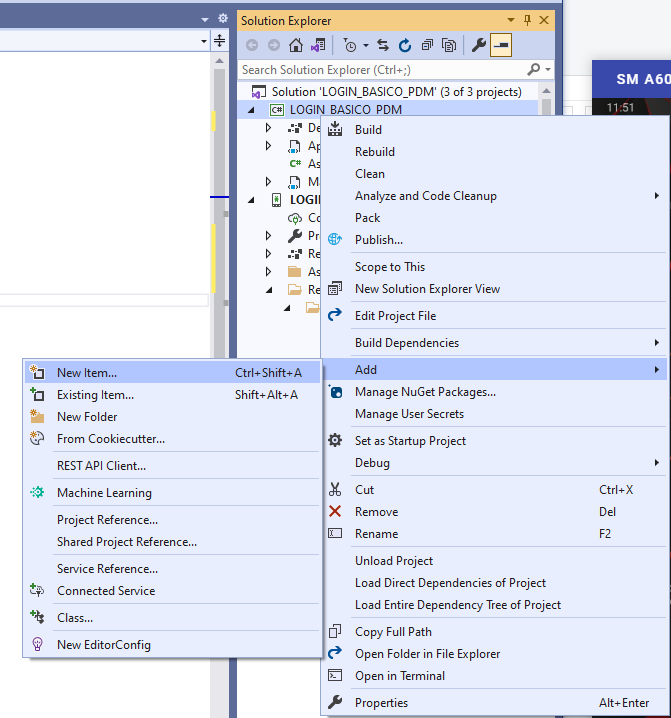 Solution Explorer
Search Solution Explorer (Ctrl+;)
Solution 'LOGIN_BASICO_PDM' (3 of 3 projects)
C# LOGIN_BASICO_PDM
De
Ap
C# As
Ma
LOGI
Co
Pr
Re
As
Re
SM A60
11:51
Build
Rebuild
Clean
Analyze and Code Cleanup
Pack
Publish...
Scope to This
New Solution Explorer View
Edit Project File
Build Dependencies
Add
Manage NuGet Packages...
Manage User Secrets
Set as Startup Project
Debug
Cut Ctrl+X
Remove Del
Rename F2
Unload Project
Load Direct Dependencies of Project
Load Entire Dependency Tree of Project
Copy Full Path
Open Folder in File Explorer
Open in Terminal
Properties Alt+Enter
New Item... Ctrl+Shift+A
Existing Item... Shift+Alt+A
New Folder
From Cookiecutter...
REST API Client...
Machine Learning
Project Reference...
Shared Project Reference...
Service Reference...
Connected Service
Class...
New EditorConfig